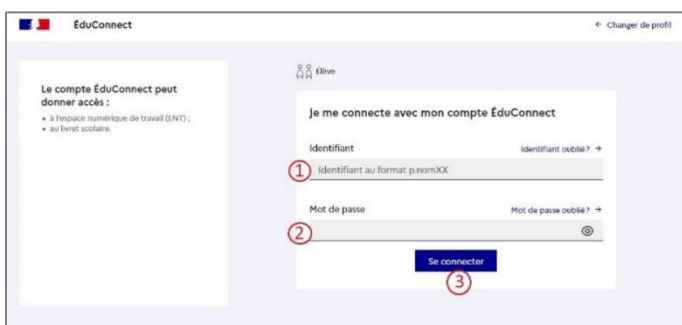 ÉduConnect
← Changer de profil
Le compte ÉduConnect peut
donner accès :
• à l'espace numérique de travail (ENT) ;
• au livret scolaire.
Élève
Je me connecte avec mon compte ÉduConnect
Identifiant
Identifiant oublié ? →
1
Identifiant au format p.nomXX
Mot de passe
Mot de passe oublié ? →
2
Se connecter
3